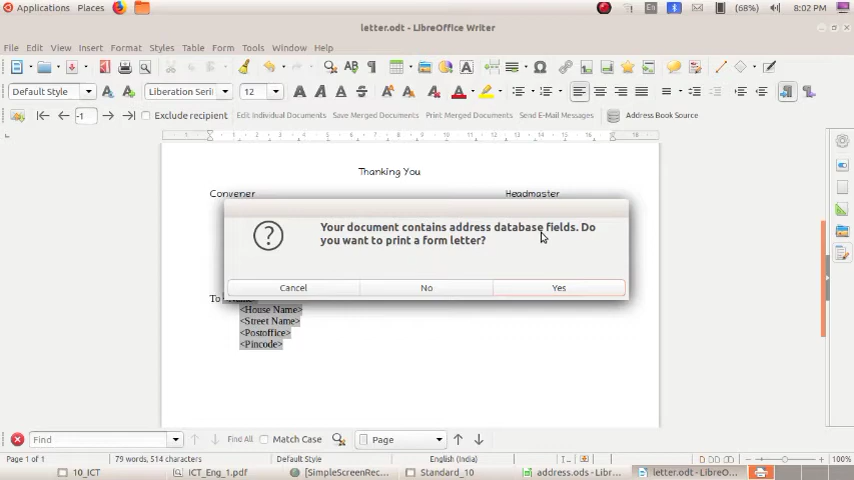 Applications Places En (68%) 8:02 PM
letter.odt - LibreOffice Writer
File Edit View Insert Format Styles Table Form Tools Window Help
Default Style Liberation Seri 12
-1 Exclude recipient Edit Individual Documents Save Merged Documents Print Merged Documents Send E-Mail Messages Address Book Source
Thanking You
Convener Headmaster
Your document contains address database fields. Do
you want to print a form letter?
Cancel No Yes
To
<House Name>
<Street Name>
<Postoffice>
<Pincode>
Find Find All Match Case Page
Page 1 of 1 79 words, 514 characters Default Style English (India) 100%
10_ICT ICT_Eng_1.pdf [SimpleScreenRec... Standard_10 address.ods - Libr... letter.odt - LibreO...